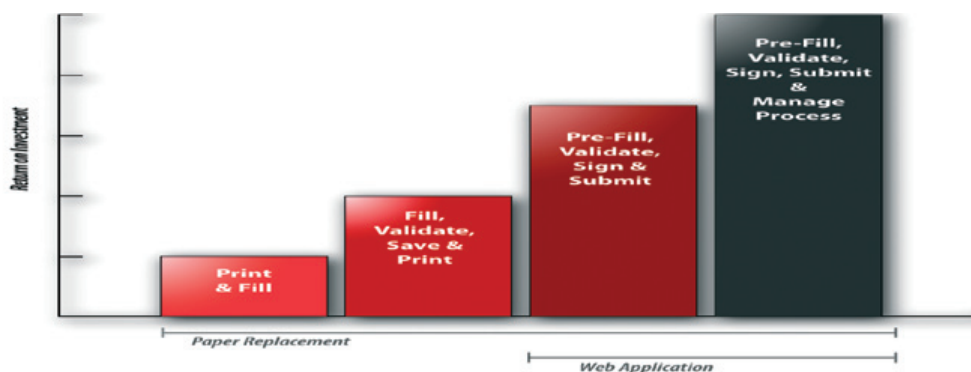 Return on Investment
Print
& Fill
Fill,
Validate,
Save &
Print
Pre-Fill,
Validate,
Sign &
Submit
Pre-Fill,
Validate,
Sign, Submit
&
Manage
Process
Paper Replacement
Web Application